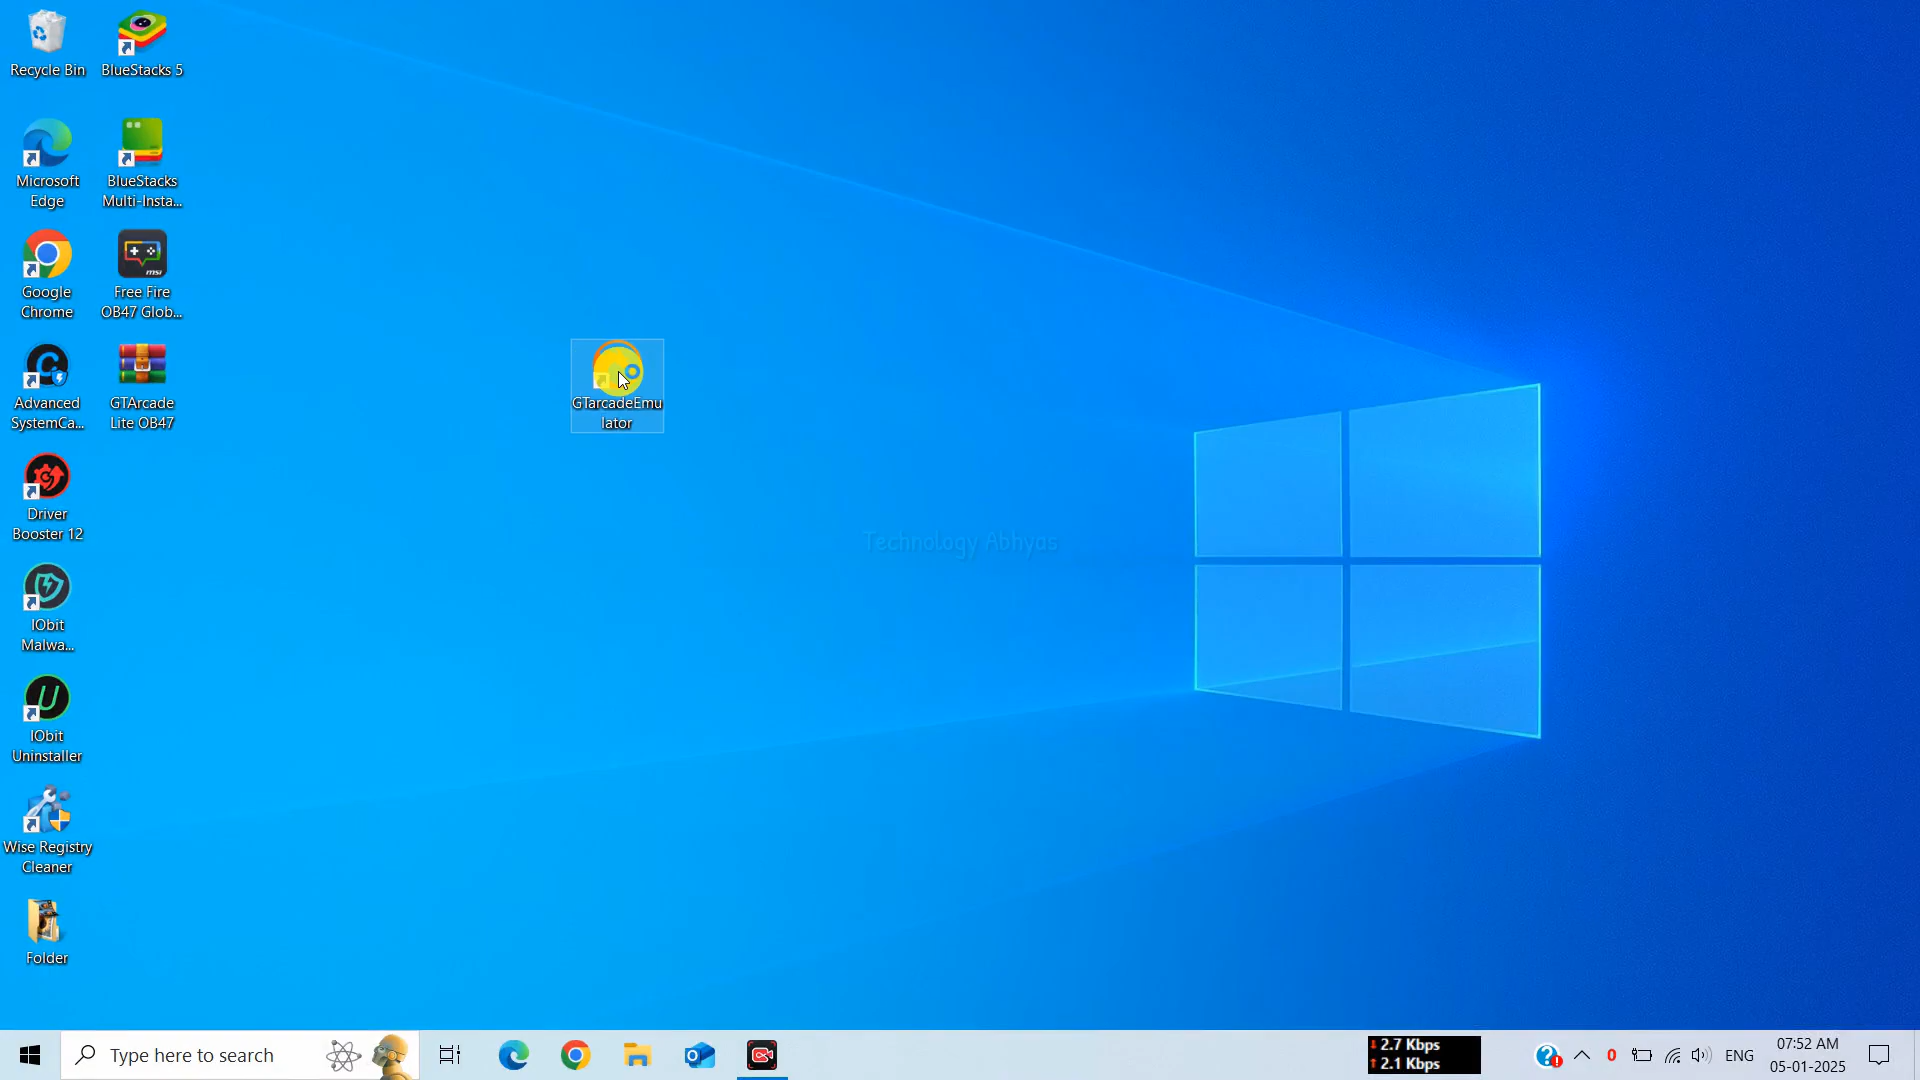 Recycle Bin
BlueStacks 5
Microsoft
Edge
BlueStacks
Multi-Insta...
Google
Chrome
Free Fire
OB47 Glob...
msi
Advanced
SystemCa...
GTArcade
Lite OB47
GTarcadeEmu
lator
Driver
Booster 12
Technology Abhyas
IObit
Malwa...
IObit
Uninstaller
Wise Registry
Cleaner
Folder
Type here to search
2.7 Kbps
2.1 Kbps
0
ENG
07:52 AM
05-01-2025